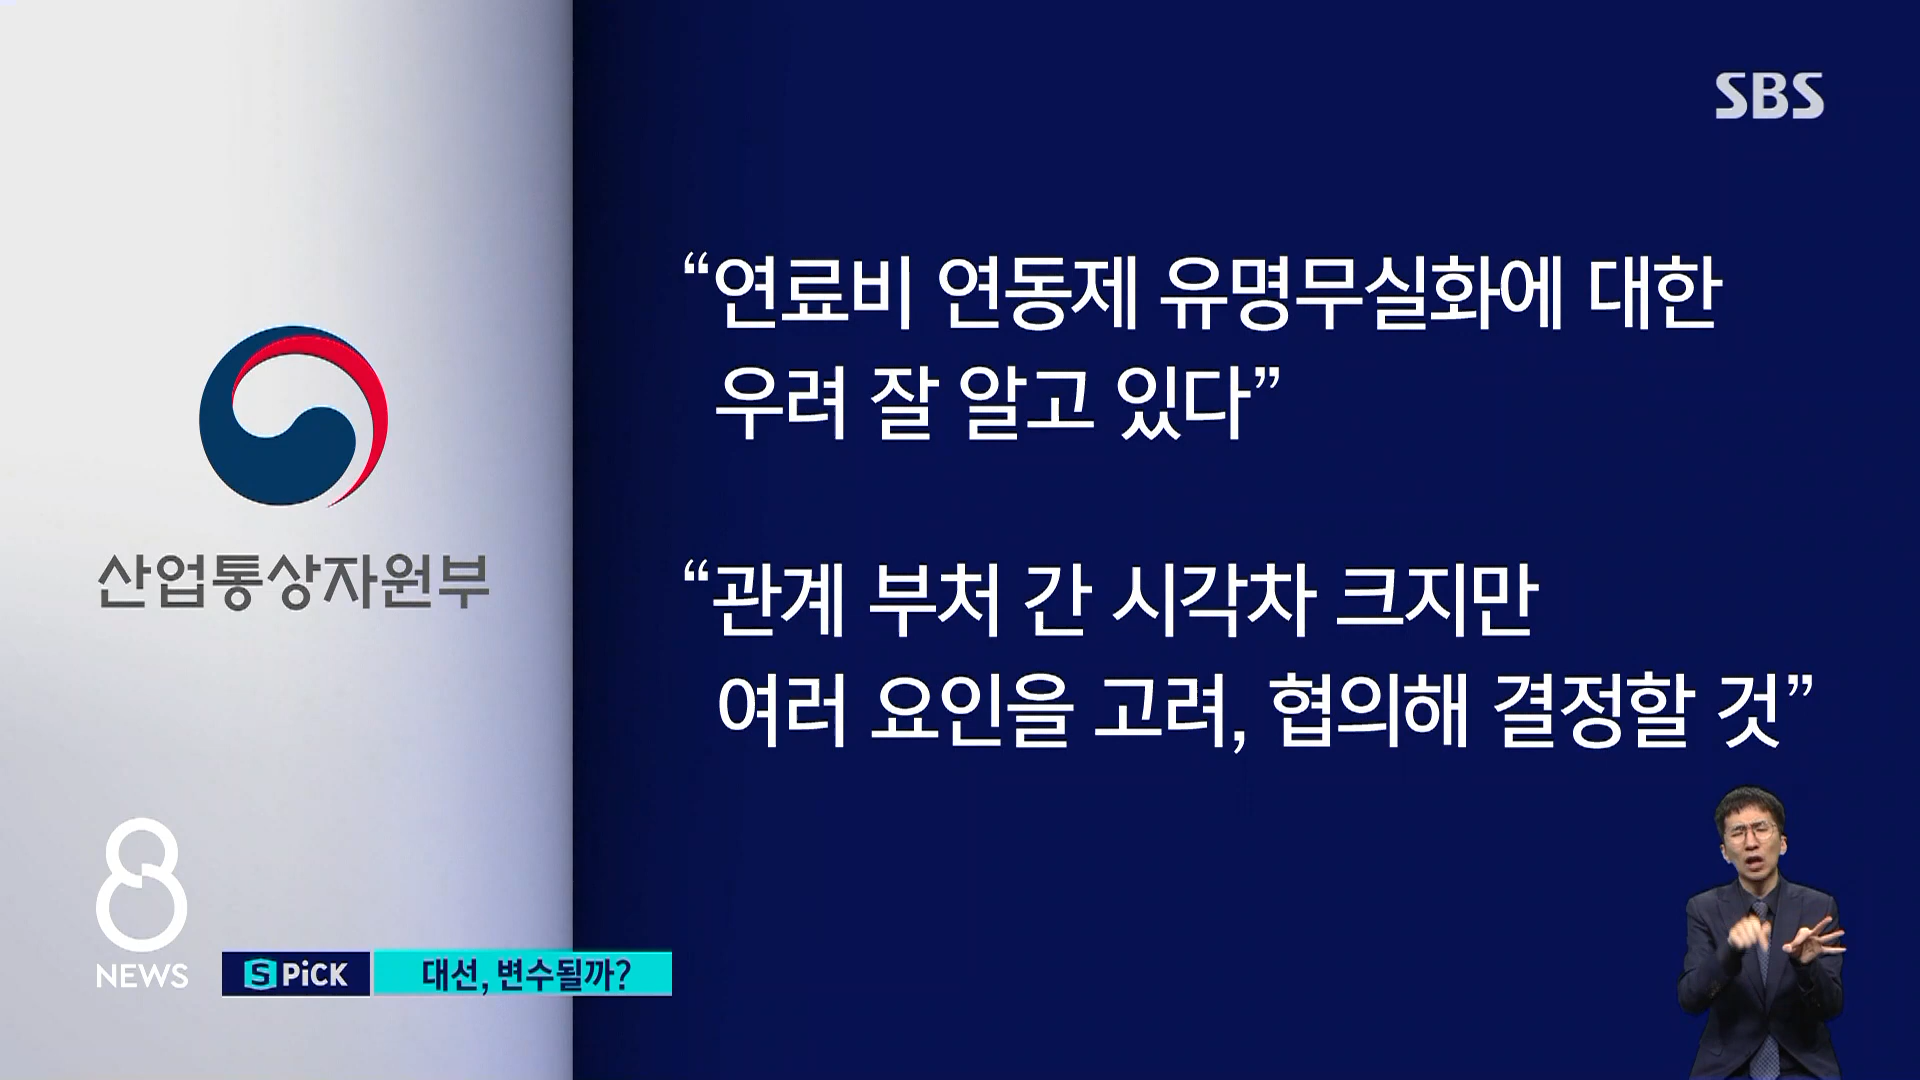 SBS
“연료비 연동제 유명무실화에 대한
우려 잘 알고 있다”
산업통상자원부
“관계 부처 간 시각차 크지만
여러 요인을 고려, 협의해 결정할 것”
8
NEWS
S PiCK
대선, 변수될까?